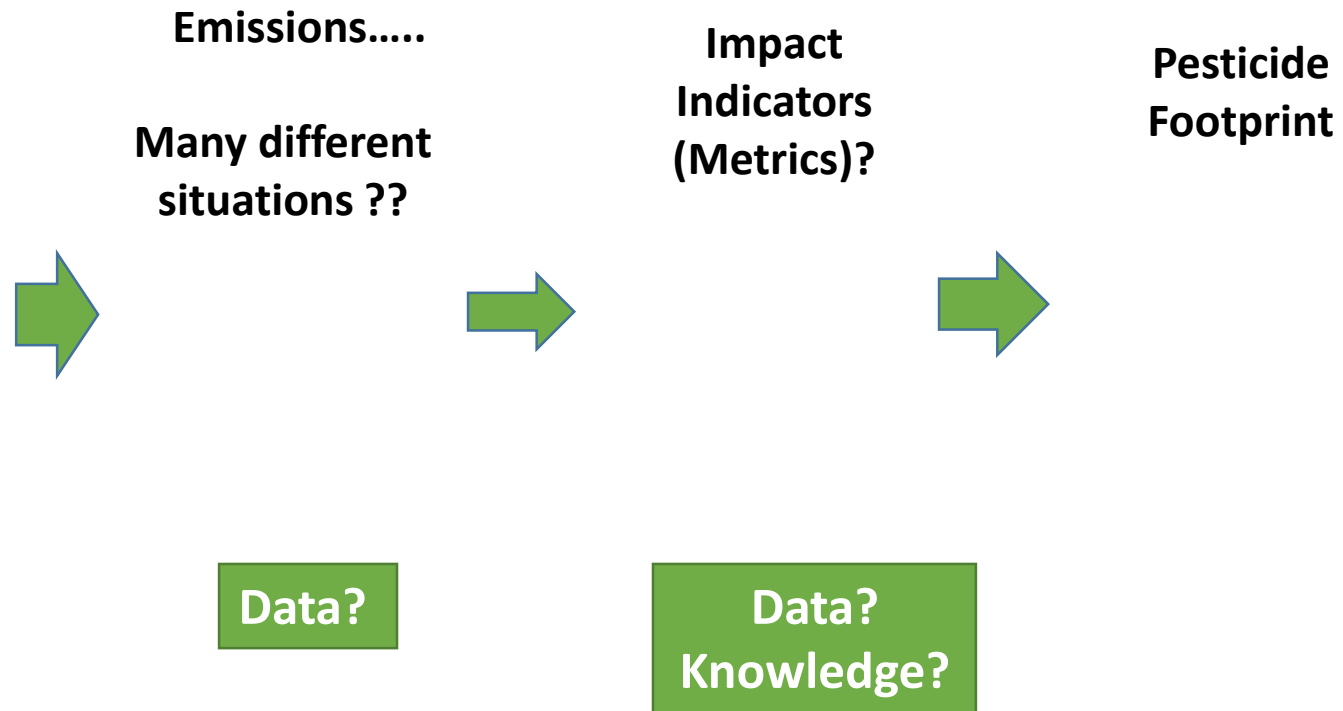 Emissions…..
Many different
situations ??
Impact
Indicators
(Metrics)?
Pesticide
Footprint
Data?
Data?
Knowledge?